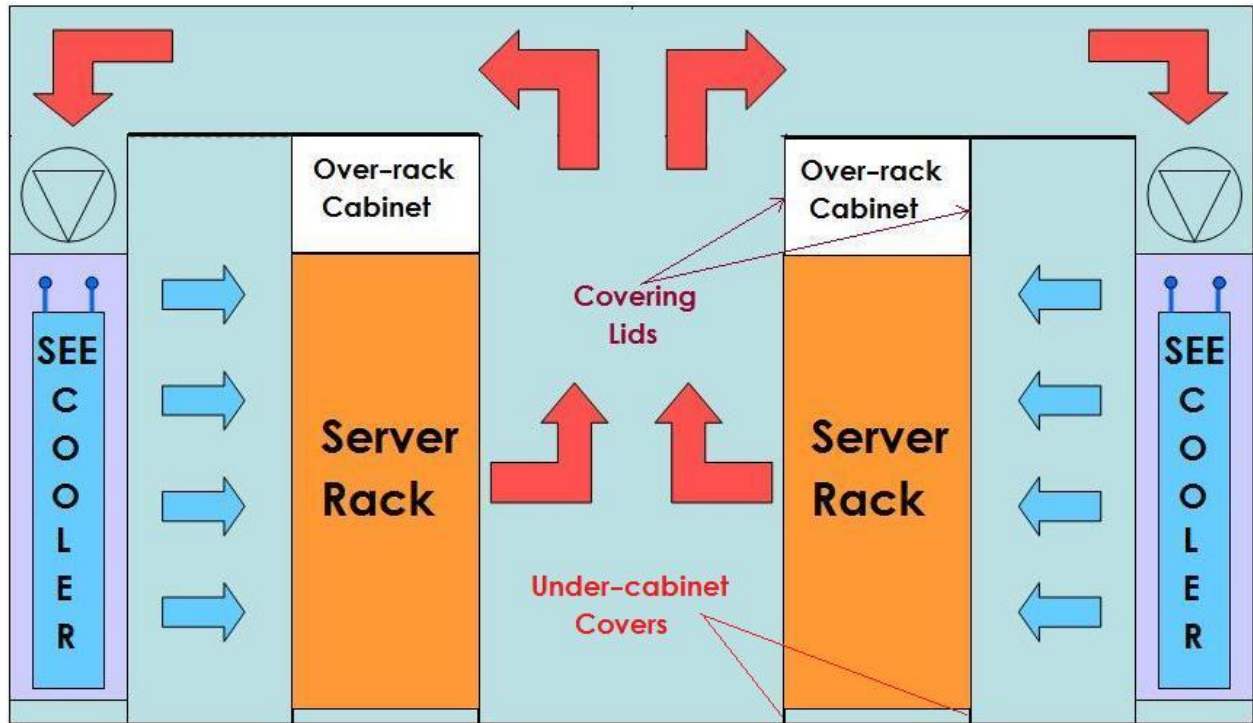 Over-rack
Cabinet
Over-rack
Cabinet
Covering
Lids
SEE
C
O
O
L
E
R
Server
Rack
Server
Rack
SEE
C
O
O
L
E
R
Under-cabinet
Covers